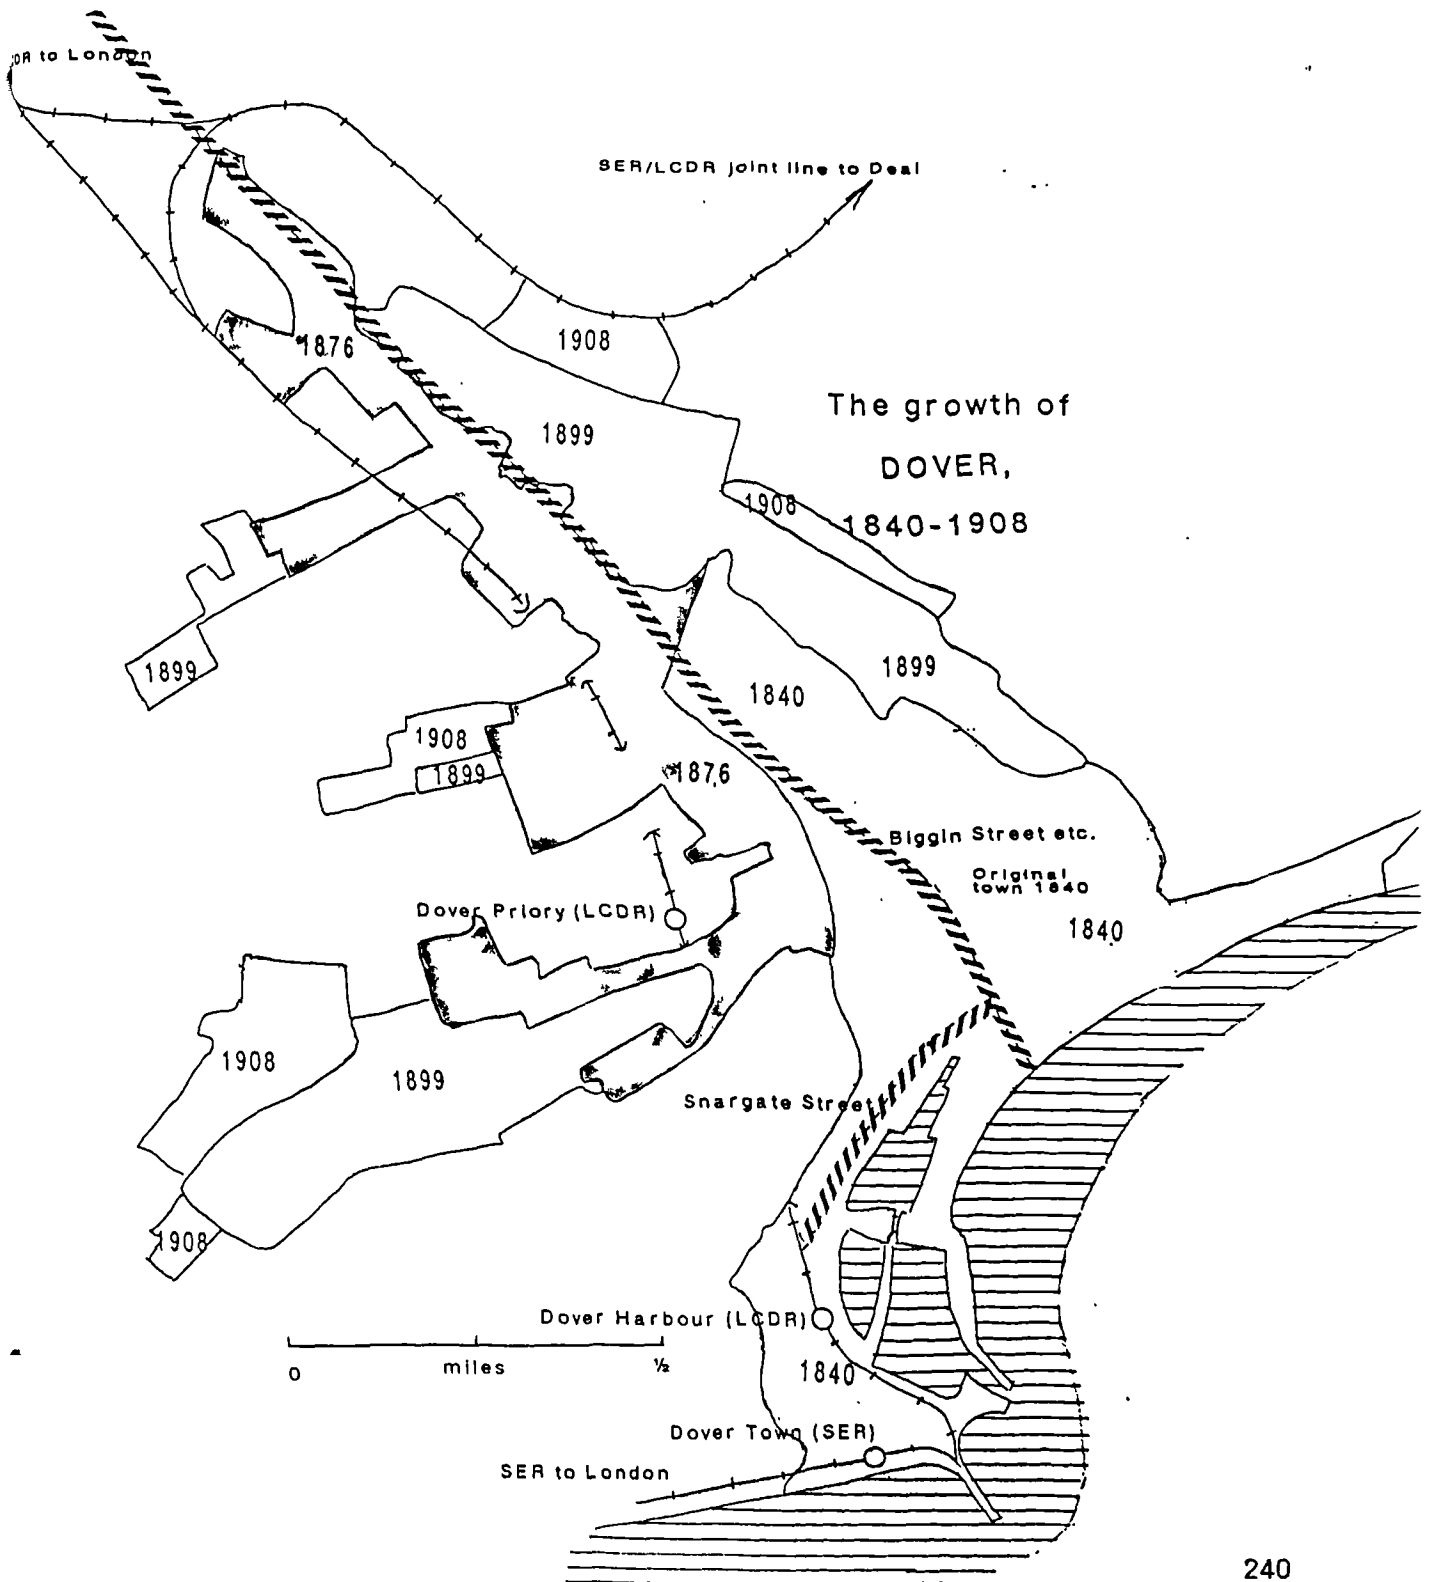 DR to London
SER/LCDR joint line to Deal
1908
1876
The growth of
DOVER,
1840-1908
1899
1908
1899
1899
1840
1908
1899
1876
Biggin Street etc.
Original
town 1840
1840
Dover Priory (LCDR)
1908
1899
Snargate Street
1908
Dover Harbour (LCDR)
0 miles ½
1840
Dover Town (SER)
SER to London
240